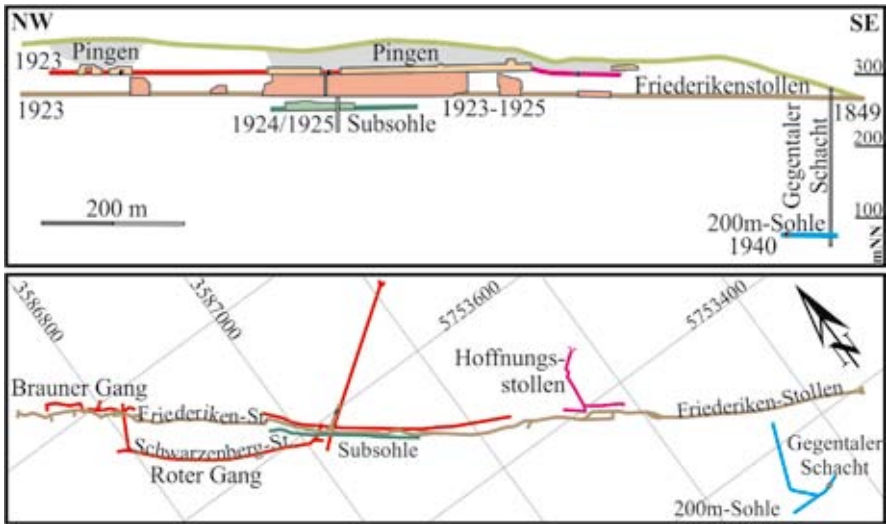 NW
SE
1923
Pingen
Pingen
300
Friederikenstollen
1923
1924/1925
Subsohle
1923-1925
1849
200
Gegentaler
Schacht
200 m
100
200m-Sohle
1940
mNN
3586800
3587000
5753600
5753400
N
Hoffnungs-
stollen
Brauner Gang
Friederiken-St.
Friederiken-Stollen
Schwarzenberg-St.
Subsohle
Roter Gang
Gegentaler
Schacht
200m-Sohle